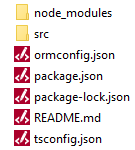 node_modules
src
ormconfig.json
package.json
package-lock.json
README.md
tsconfig.json